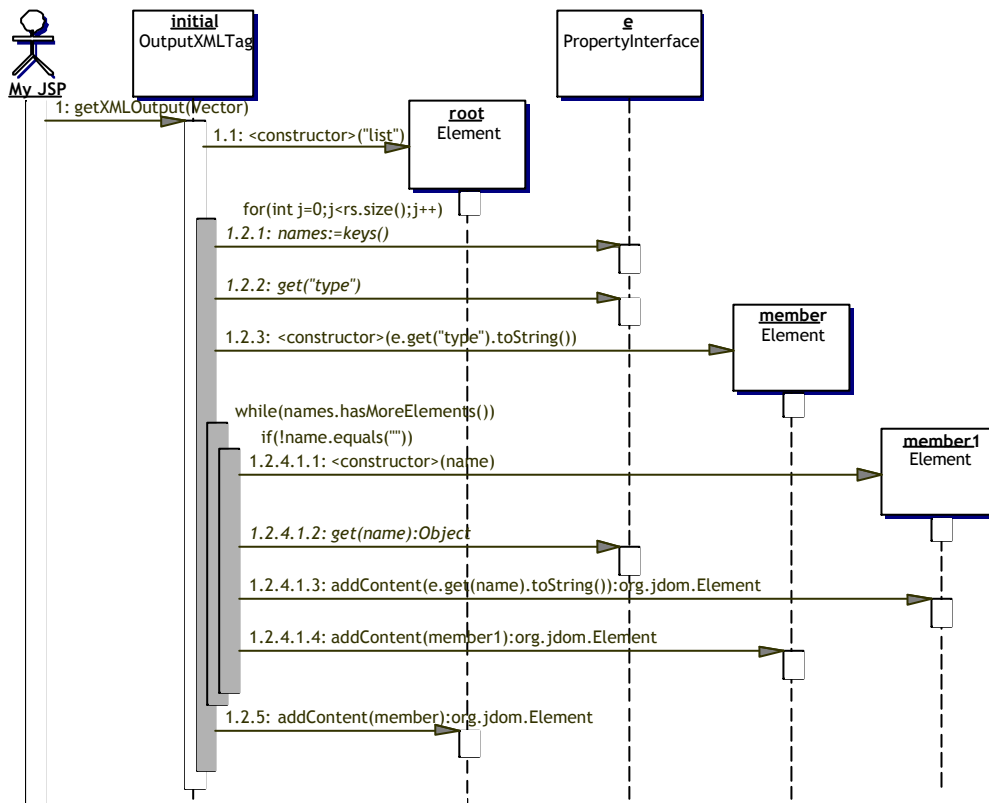 initial
OutputXMLTag
e
PropertyInterface
My JSP
1: getXMLOutput(Vector)
root
Element
1.1: <constructor>("list")
for(int j=0;j<rs.size();j++)
1.2.1: names:=keys()
1.2.2: get("type")
member
Element
1.2.3: <constructor>(e.get("type").toString())
while(names.hasMoreElements())
if(!name.equals(""))
member1
Element
1.2.4.1.1: <constructor>(name)
1.2.4.1.2: get(name):Object
1.2.4.1.3: addContent(e.get(name).toString()):org.jdom.Element
1.2.4.1.4: addContent(member1):org.jdom.Element
1.2.5: addContent(member):org.jdom.Element